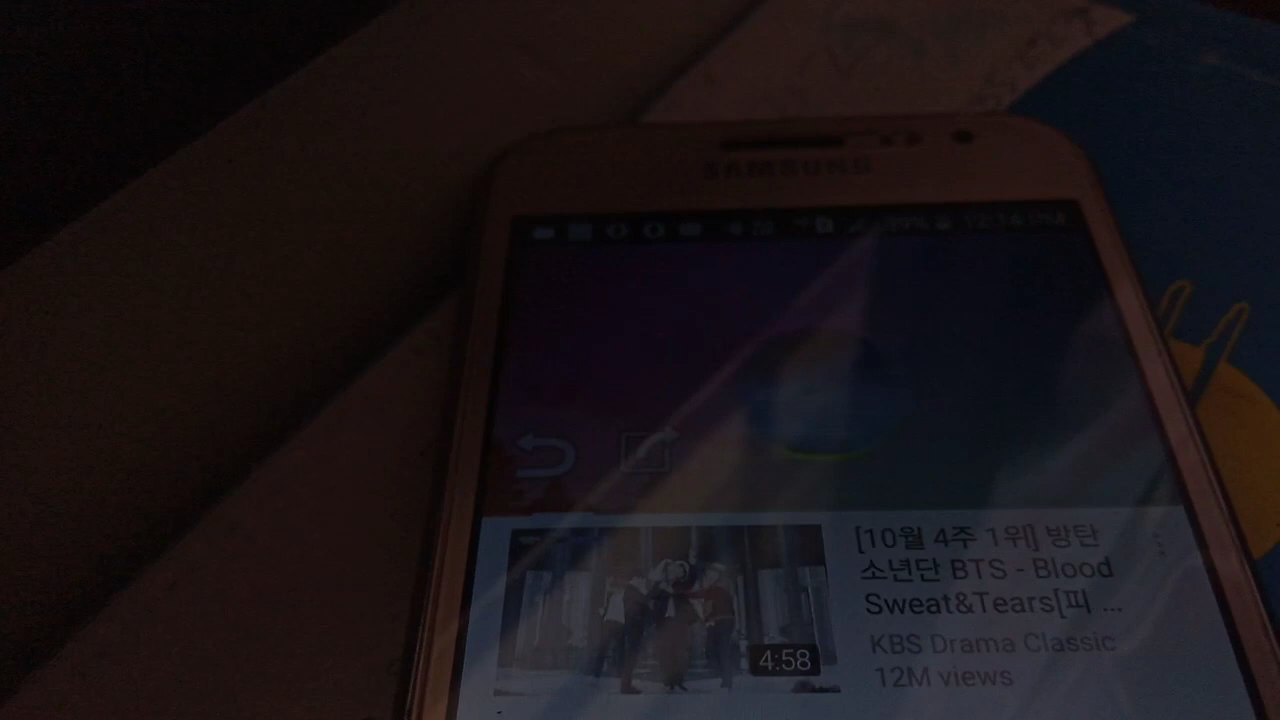 SAMSUNG
[10월 4주 1위] 방탄
소년단 BTS - Blood
Sweat&Tears[피 ...
KBS Drama Classic
12M views
4:58